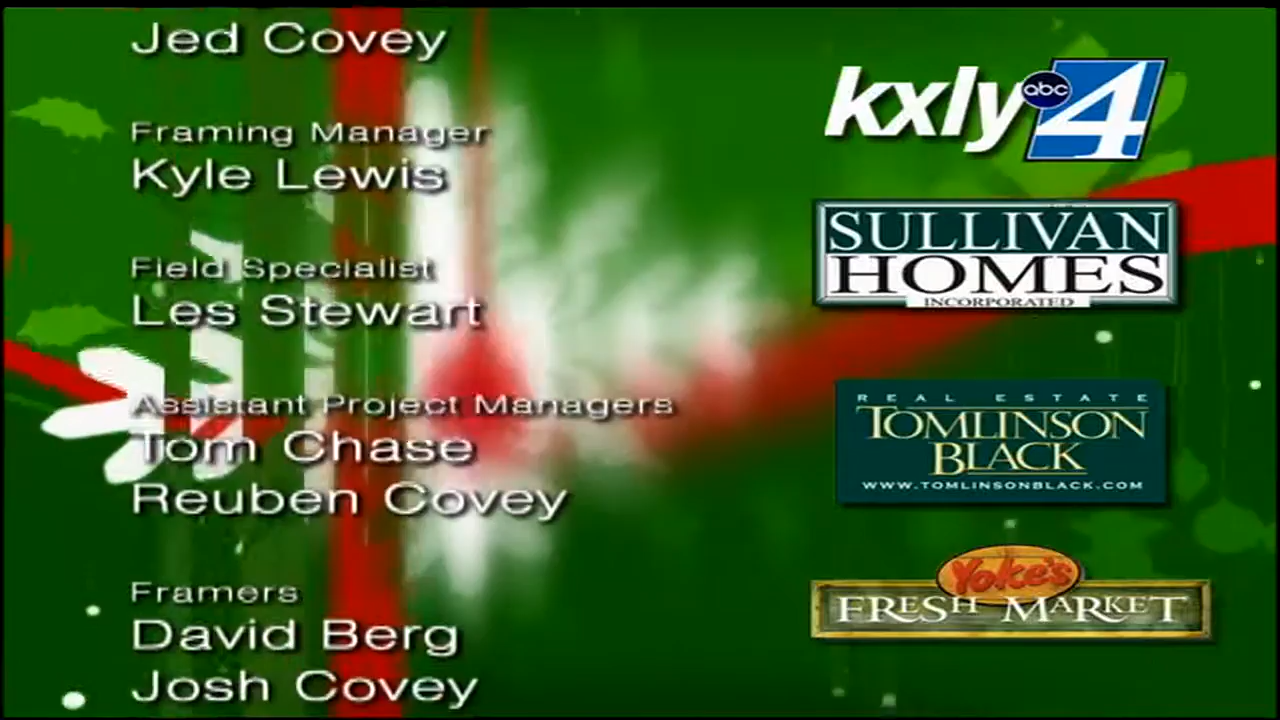 Jed Covey
Framing Manager
Kyle Lewis
Field Specialist
Les Stewart
Assistant Project Managers
Tom Chase
Reuben Covey
Framers
David Berg
Josh Covey
kxly abc 4
SULLIVAN
HOMES
INCORPORATED
REAL ESTATE
TOMLINSON
BLACK
WWW.TOMLINSONBLACK.COM
Yoke's
FRESH MARKET